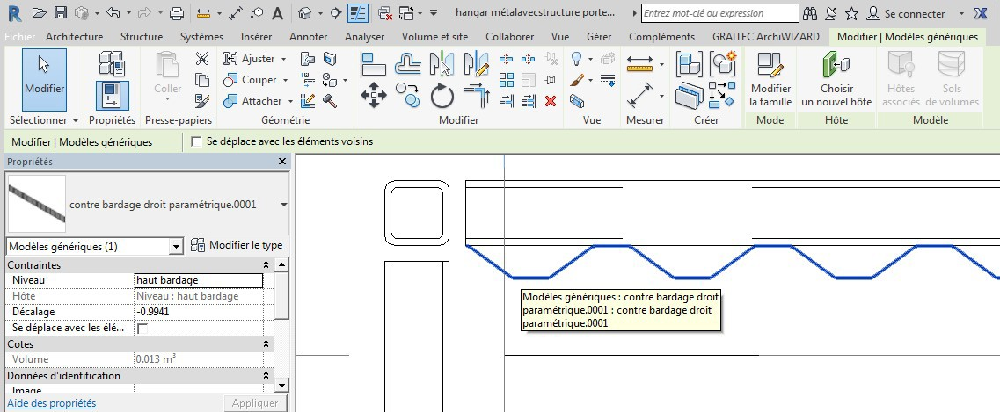 hangar métalavecstructure porte...
Entrez mot-clé ou expression
Se connecter
Fichier Architecture Structure Systèmes Insérer Annoter Analyser Volume et site Collaborer Vue Gérer Compléments GRAITEC ArchiWIZARD Modifier | Modèles génériques
Modifier
Sélectionner
Propriétés
Coller
Presse-papiers
Ajuster
Couper
Attacher
Géométrie
Modifier
Vue
Mesurer
Créer
Modifier
la famille
Mode
Choisir
un nouvel hôte
Hôte
Hôtes
associés
Sols
de volumes
Modèle
Modifier | Modèles génériques
Se déplace avec les éléments voisins
Propriétés
contre bardage droit paramétrique.0001
Modèles génériques (1)
Modifier le type
Contraintes
Niveau haut bardage
Hôte Niveau : haut bardage
Décalage -0.9941
Se déplace avec les élé...
Cotes
Volume 0.013 m³
Données d'identification
Image
Aide des propriétés
Appliquer
Modèles génériques : contre bardage droit
paramétrique.0001 : contre bardage droit
paramétrique.0001